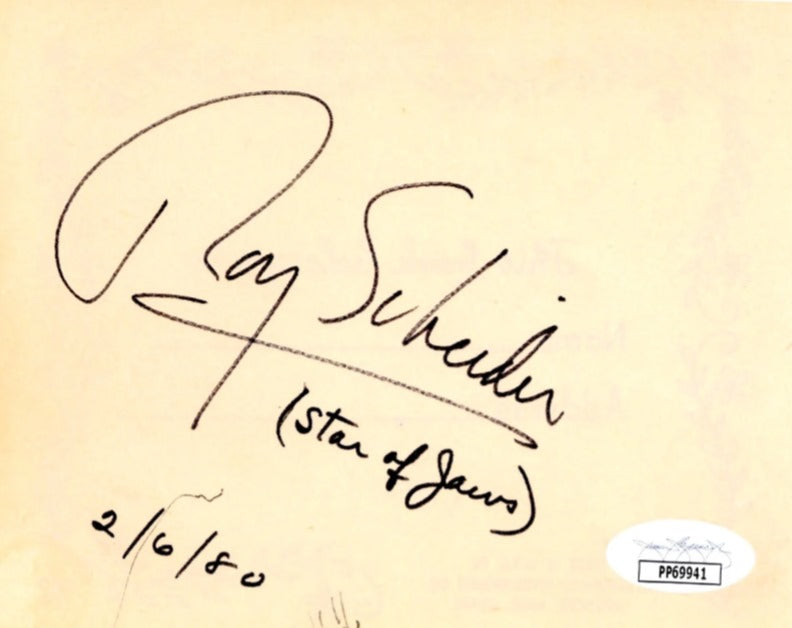 Roy Scheider
(Star of Jaws)
2/6/80
PP69941